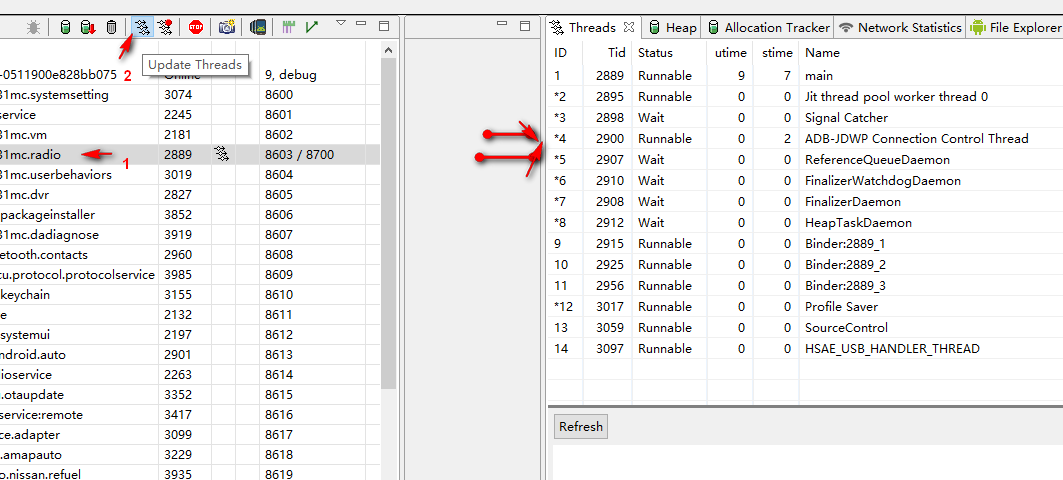 STOP
Threads
Heap
Allocation Tracker
Network Statistics
File Explorer
2
Update Threads
-0511900e828bb075 Online 9, debug
31mc.systemsetting 3074 8600
service 2245 8601
31mc.vm 2181 8602
31mc.radio 2889 8603 / 8700
1
31mc.userbehaviors 3019 8604
31mc.dvr 2827 8605
.packageinstaller 3852 8606
31mc.dadiagnose 3919 8607
etooth.contacts 2960 8608
cu.protocol.protocolservice 3985 8609
.keychain 3155 8610
e 2132 8611
.systemui 2197 8612
android.auto 2901 8613
dioservice 2263 8614
.otaupdate 3352 8615
service:remote 3417 8616
ce.adapter 3099 8617
.amapauto 3229 8618
o.nissan.refuel 3935 8619
ID Tid Status utime stime Name
1 2889 Runnable 9 7 main
*2 2895 Runnable 0 0 Jit thread pool worker thread 0
*3 2898 Wait 0 0 Signal Catcher
*4 2900 Runnable 0 2 ADB-JDWP Connection Control Thread
*5 2907 Wait 0 0 ReferenceQueueDaemon
*6 2910 Wait 0 0 FinalizerWatchdogDaemon
*7 2908 Wait 0 0 FinalizerDaemon
*8 2912 Wait 0 0 HeapTaskDaemon
9 2915 Runnable 0 0 Binder:2889_1
10 2925 Runnable 0 0 Binder:2889_2
11 2956 Runnable 0 0 Binder:2889_3
*12 3017 Runnable 0 0 Profile Saver
13 3059 Runnable 0 0 SourceControl
14 3097 Runnable 0 0 HSAE_USB_HANDLER_THREAD
Refresh